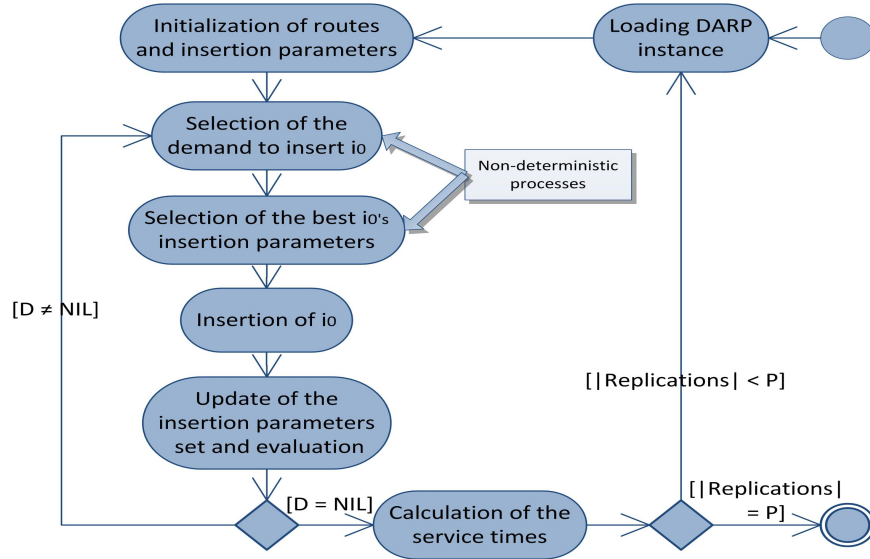 Initialization of routes
and insertion parameters
Loading DARP
instance
Selection of the
demand to insert i0
Non-deterministic
processes
Selection of the best i0's
insertion parameters
[D ≠ NIL]
Insertion of i0
[|Replications| < P]
Update of the
insertion parameters
set and evaluation
[D = NIL]
Calculation of the
service times
[|Replications|
= P]